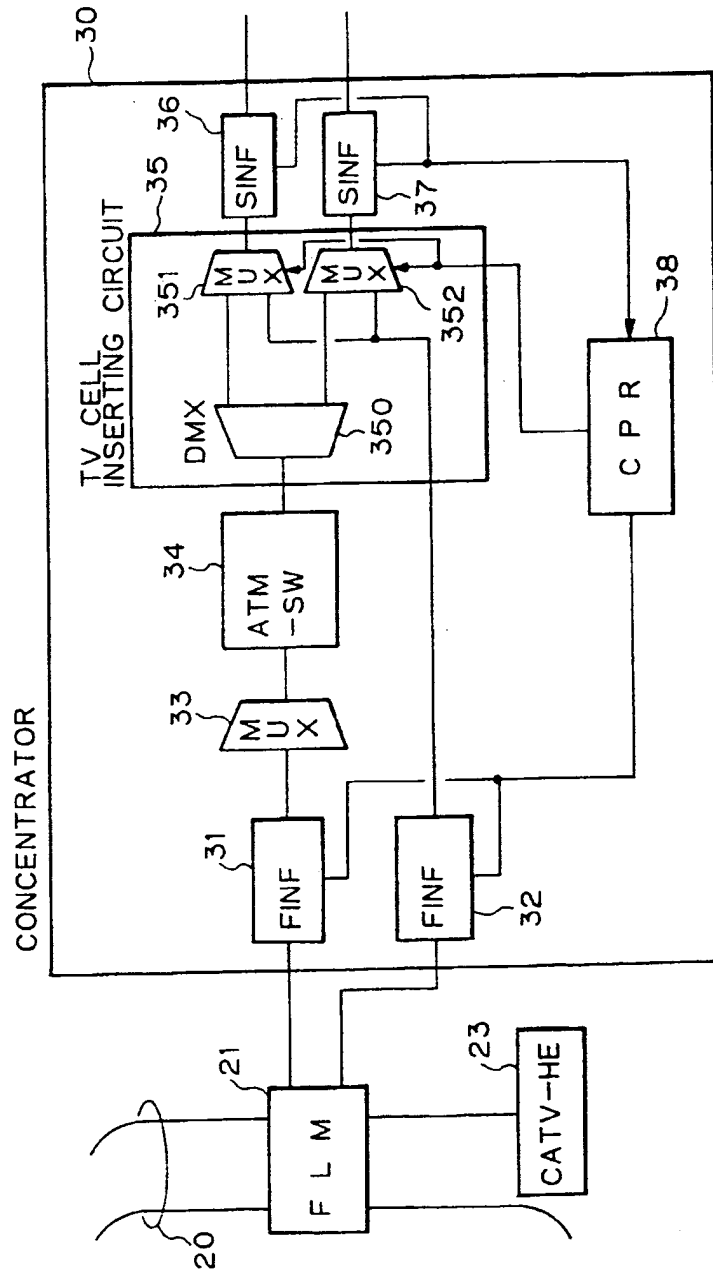 CONCENTRATOR
30
TV CELL
INSERTING CIRCUIT
35
36
SINF
SINF
37
351
MUX
MUX
352
DMX
350
34
ATM
-SW
33
MUX
31
FINF
FINF
32
38
CPR
21
FLM
20
23
CATV-HE